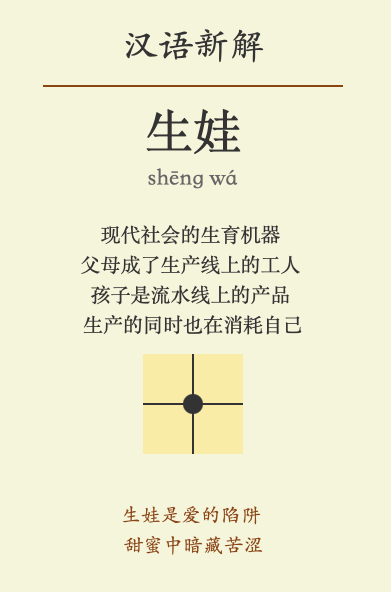 汉语新解
生娃
shēng wá
现代社会的生育机器
父母成了生产线上的工人
孩子是流水线上的产品
生产的同时也在消耗自己
生娃是爱的陷阱
甜蜜中暗藏苦涩